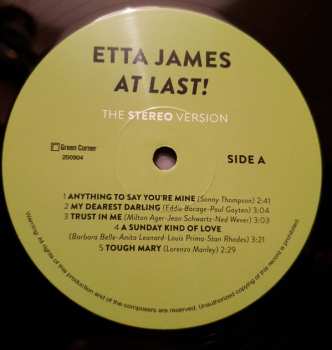 ETTA JAMES
AT LAST!
THE STEREO VERSION
Green Corner
200904
SIDE A
1 ANYTHING TO SAY YOU'RE MINE (Sonny Thompson) 2:41
2 MY DEAREST DARLING (Eddie Bocage-Paul Gayten) 3:04
3 TRUST IN ME (Milton Ager-Jean Schwartz-Ned Wever) 3:03
4 A SUNDAY KIND OF LOVE
(Barbara Belle-Anita Leonard-Louis Prima-Stan Rhodes) 3:21
5 TOUGH MARY (Lorenzo Manley) 2:29
Warning: All rights of this production and of the composers are reserved. Unauthorized copying of this record is prohibited.